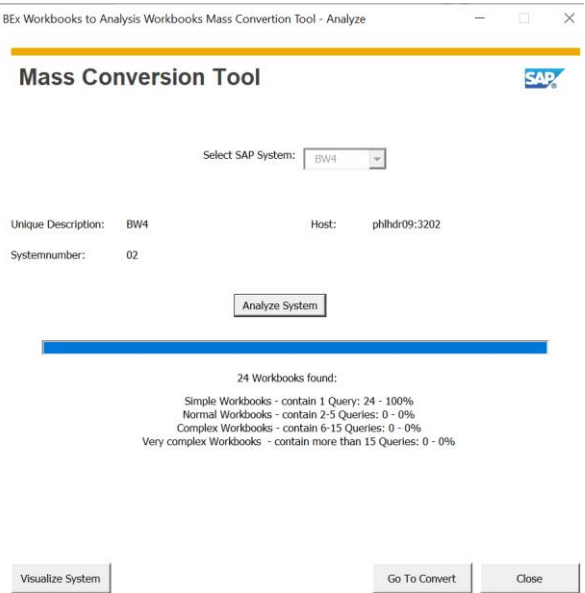 BEx Workbooks to Analysis Workbooks Mass Convertion Tool - Analyze
Mass Conversion Tool
SAP
Select SAP System: BW4
Unique Description: BW4 Host: phlhdr09:3202
Systemnumber: 02
Analyze System
24 Workbooks found:
Simple Workbooks - contain 1 Query: 24 - 100%
Normal Workbooks - contain 2-5 Queries: 0 - 0%
Complex Workbooks - contain 6-15 Queries: 0 - 0%
Very complex Workbooks - contain more than 15 Queries: 0 - 0%
Visualize System Go To Convert Close